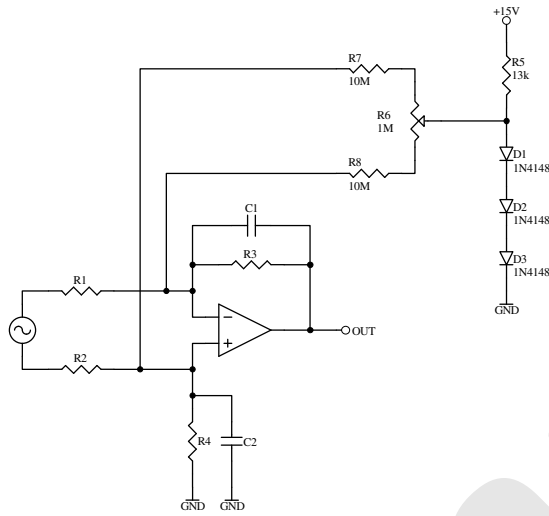 +15V
R5
13k
R7
10M
R6
1M
R8
10M
D1
1N4148
D2
1N4148
D3
1N4148
GND
C1
R3
R1
R2
OUT
R4
C2
GND
GND